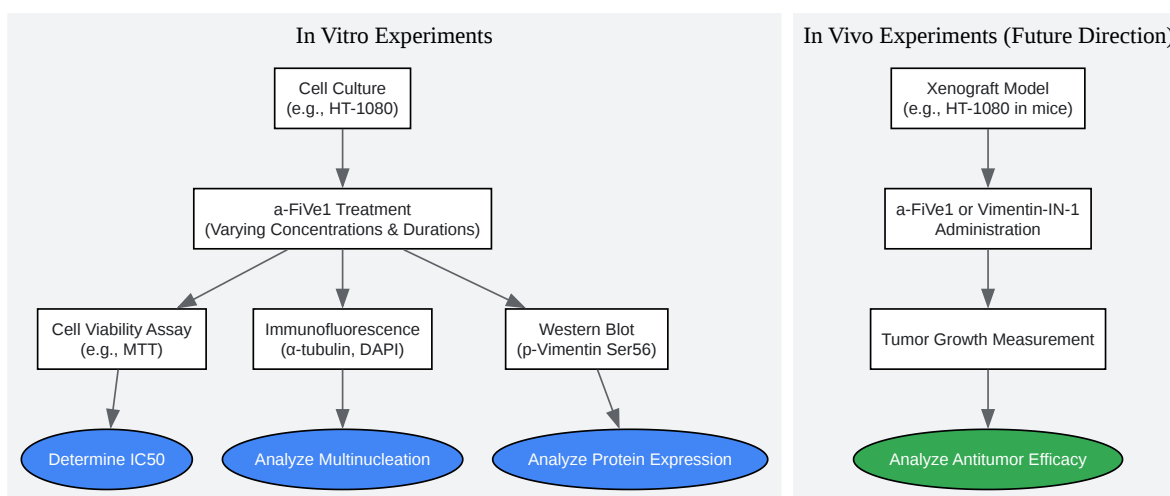 In Vitro Experiments
Cell Culture
(e.g., HT-1080)
a-FiVe1 Treatment
(Varying Concentrations & Durations)
Cell Viability Assay
(e.g., MTT)
Immunofluorescence
(α-tubulin, DAPI)
Western Blot
(p-Vimentin Ser56)
Determine IC50
Analyze Multinucleation
Analyze Protein Expression
In Vivo Experiments (Future Direction)
Xenograft Model
(e.g., HT-1080 in mice)
a-FiVe1 or Vimentin-IN-1
Administration
Tumor Growth Measurement
Analyze Antitumor Efficacy